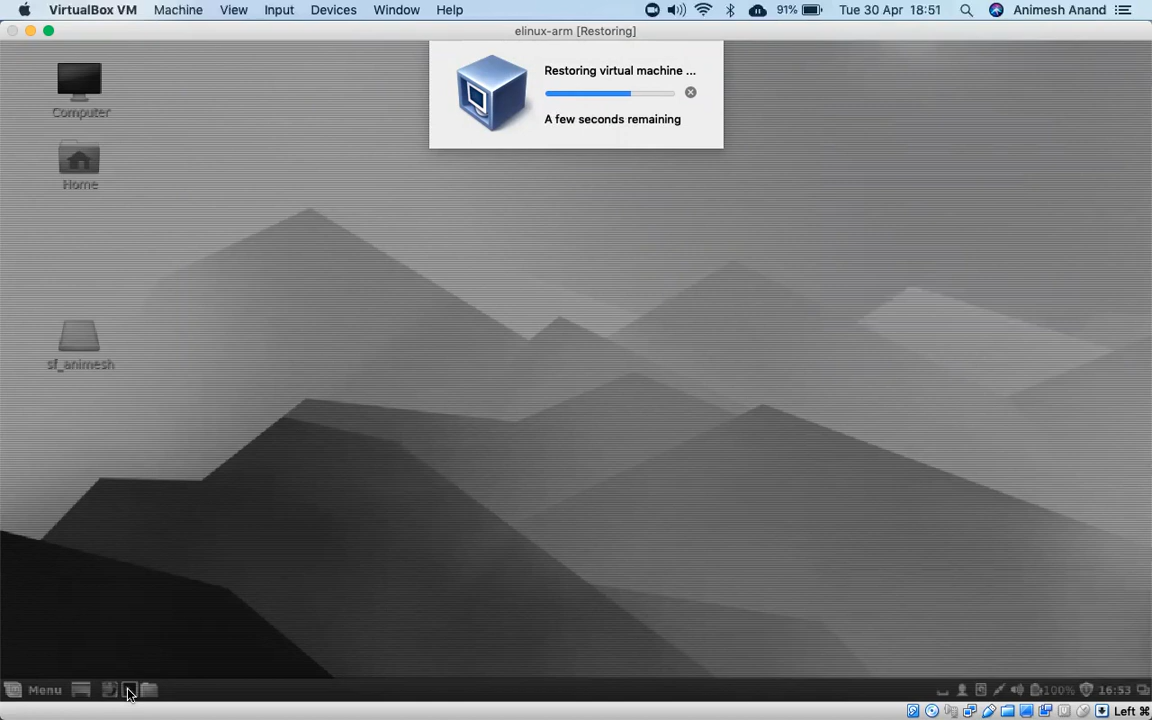 VirtualBox VM Machine View Input Devices Window Help 91% Tue 30 Apr 18:51 Animesh Anand
elinux-arm [Restoring]
Restoring virtual machine ...
A few seconds remaining
Computer
Home
sf_animesh
Menu 100% 16:53
Left ⌘